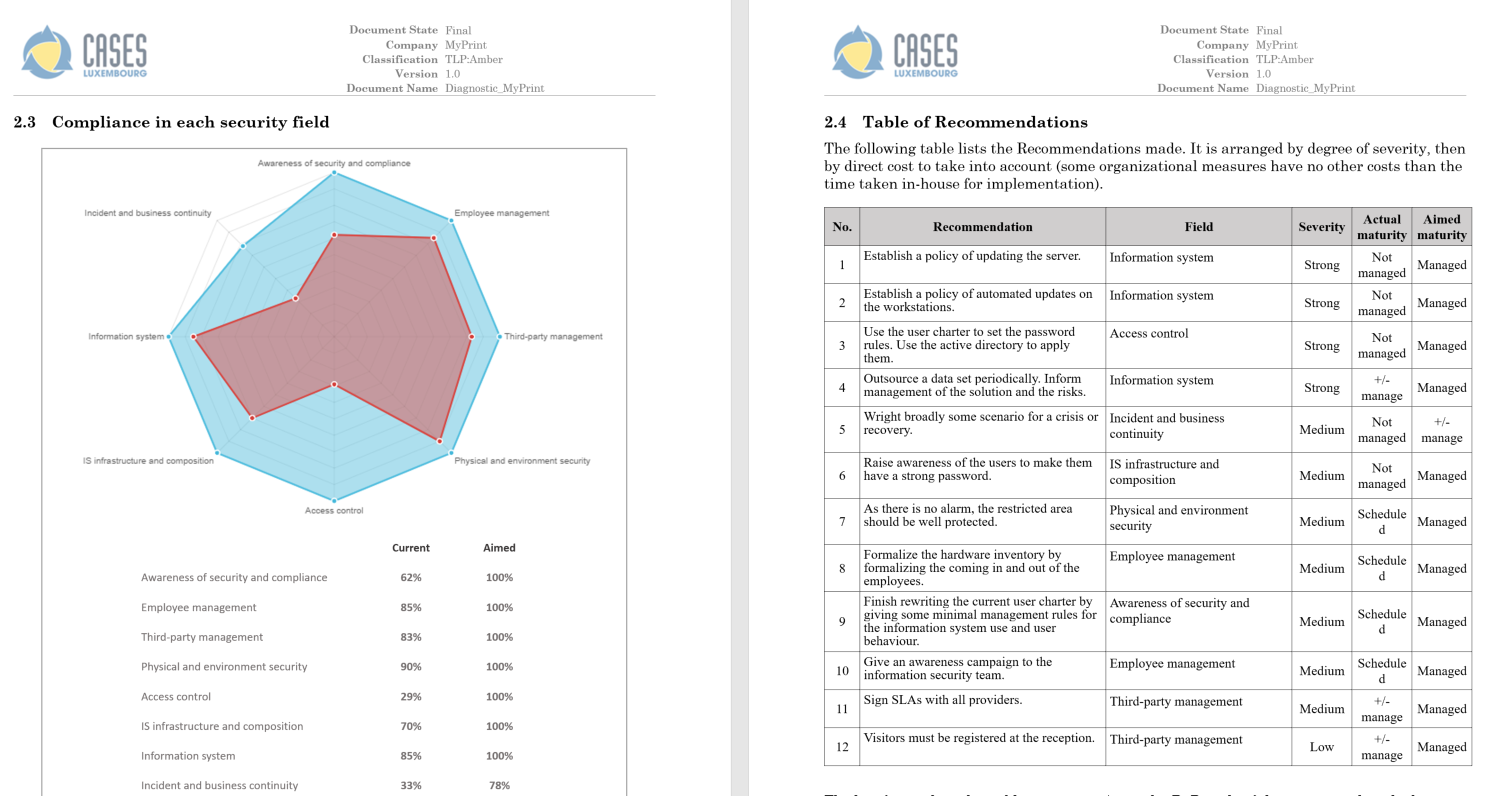 CASES
LUXEMBOURG
Document State Final
Company MyPrint
Classification TLP:Amber
Version 1.0
Document Name Diagnostic_MyPrint
2.3 Compliance in each security field
Awareness of security and compliance
Incident and business continuity
Employee management
Information system
Third-party management
IS infrastructure and composition
Physical and environment security
Access control
Current Aimed
Awareness of security and compliance 62% 100%
Employee management 85% 100%
Third-party management 83% 100%
Physical and environment security 90% 100%
Access control 29% 100%
IS infrastructure and composition 70% 100%
Information system 85% 100%
Incident and business continuity 33% 78%
CASES
LUXEMBOURG
Document State Final
Company MyPrint
Classification TLP:Amber
Version 1.0
Document Name Diagnostic_MyPrint
2.4 Table of Recommendations
The following table lists the Recommendations made. It is arranged by degree of severity, then
by direct cost to take into account (some organizational measures have no other costs than the
time taken in-house for implementation).
No. Recommendation Field Severity Actual maturity Aimed maturity
1 Establish a policy of updating the server. Information system Strong Not managed Managed
2 Establish a policy of automated updates on
the workstations. Information system Strong Not managed Managed
3 Use the user charter to set the password
rules. Use the active directory to apply
them. Access control Strong Not managed Managed
4 Outsource a data set periodically. Inform
management of the solution and the risks. Information system Strong +/- manage Managed
5 Wright broadly some scenario for a crisis or
recovery. Incident and business continuity Medium Not managed +/- manage
6 Raise awareness of the users to make them
have a strong password. IS infrastructure and composition Medium Not managed Managed
7 As there is no alarm, the restricted area
should be well protected. Physical and environment security Medium Schedule d Managed
8 Formalize the hardware inventory by
formalizing the coming in and out of the
employees. Employee management Medium Schedule d Managed
9 Finish rewriting the current user charter by
giving some minimal management rules for
the information system use and user
behaviour. Awareness of security and compliance Medium Schedule d Managed
10 Give an awareness campaign to the
information security team. Employee management Medium Schedule d Managed
11 Sign SLAs with all providers. Third-party management Medium +/- manage Managed
12 Visitors must be registered at the reception. Third-party management Low +/- manage Managed